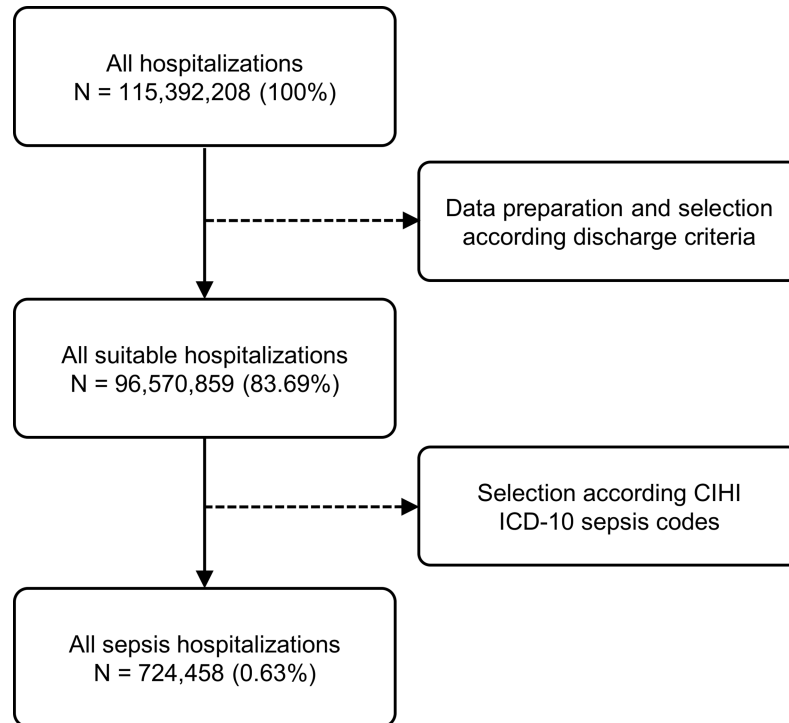 All hospitalizations
N = 115,392,208 (100%)
Data preparation and selection
according discharge criteria
All suitable hospitalizations
N = 96,570,859 (83.69%)
Selection according CIHI
ICD-10 sepsis codes
All sepsis hospitalizations
N = 724,458 (0.63%)